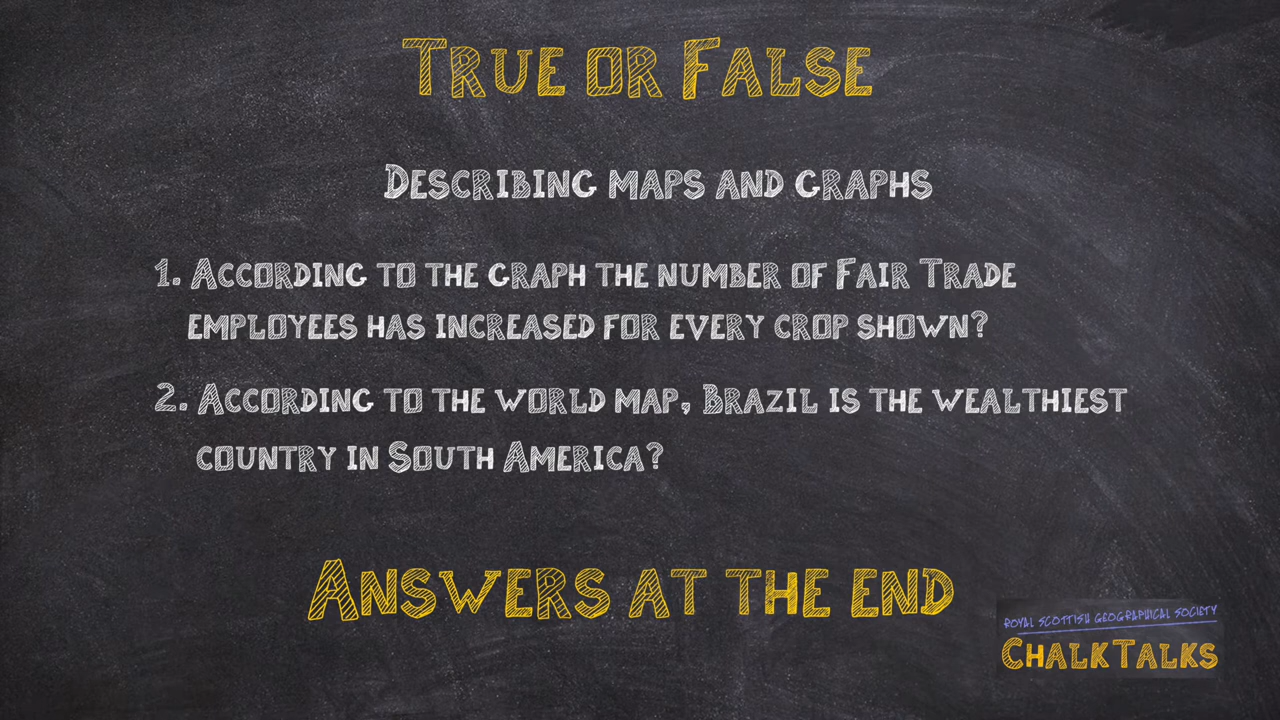 True or False
Describing maps and graphs
1. According to the graph the number of Fair Trade
employees has increased for every crop shown?
2. According to the world map, Brazil is the wealthiest
country in South America?
Answers at the end
Royal Scottish Geographical Society
ChalkTalks